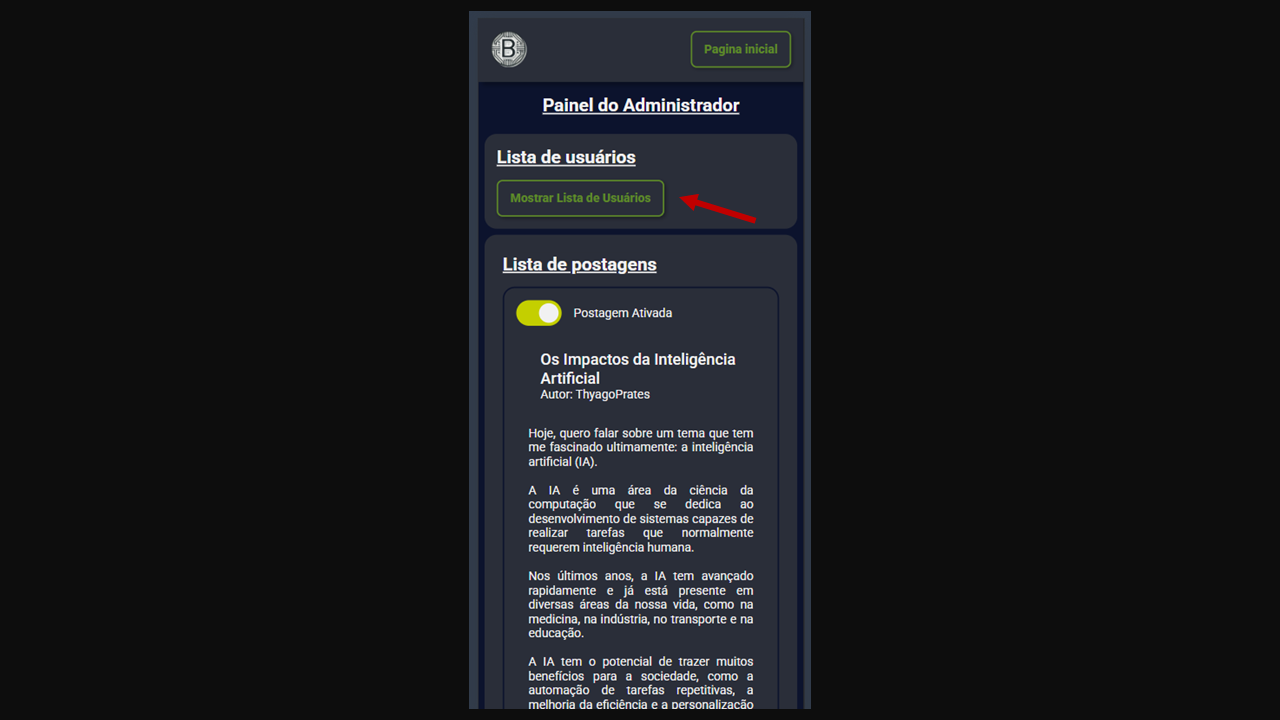 B
Pagina inicial
Painel do Administrador
Lista de usuários
Mostrar Lista de Usuários
Lista de postagens
Postagem Ativada
Os Impactos da Inteligência
Artificial
Autor: ThyagoPrates
Hoje, quero falar sobre um tema que tem
me fascinado ultimamente: a inteligência
artificial (IA).
A IA é uma área da ciência da
computação que se dedica ao
desenvolvimento de sistemas capazes de
realizar tarefas que normalmente
requerem inteligência humana.
Nos últimos anos, a IA tem avançado
rapidamente e já está presente em
diversas áreas da nossa vida, como na
medicina, na indústria, no transporte e na
educação.
A IA tem o potencial de trazer muitos
benefícios para a sociedade, como a
automação de tarefas repetitivas, a
melhoria da eficiência e a personalização